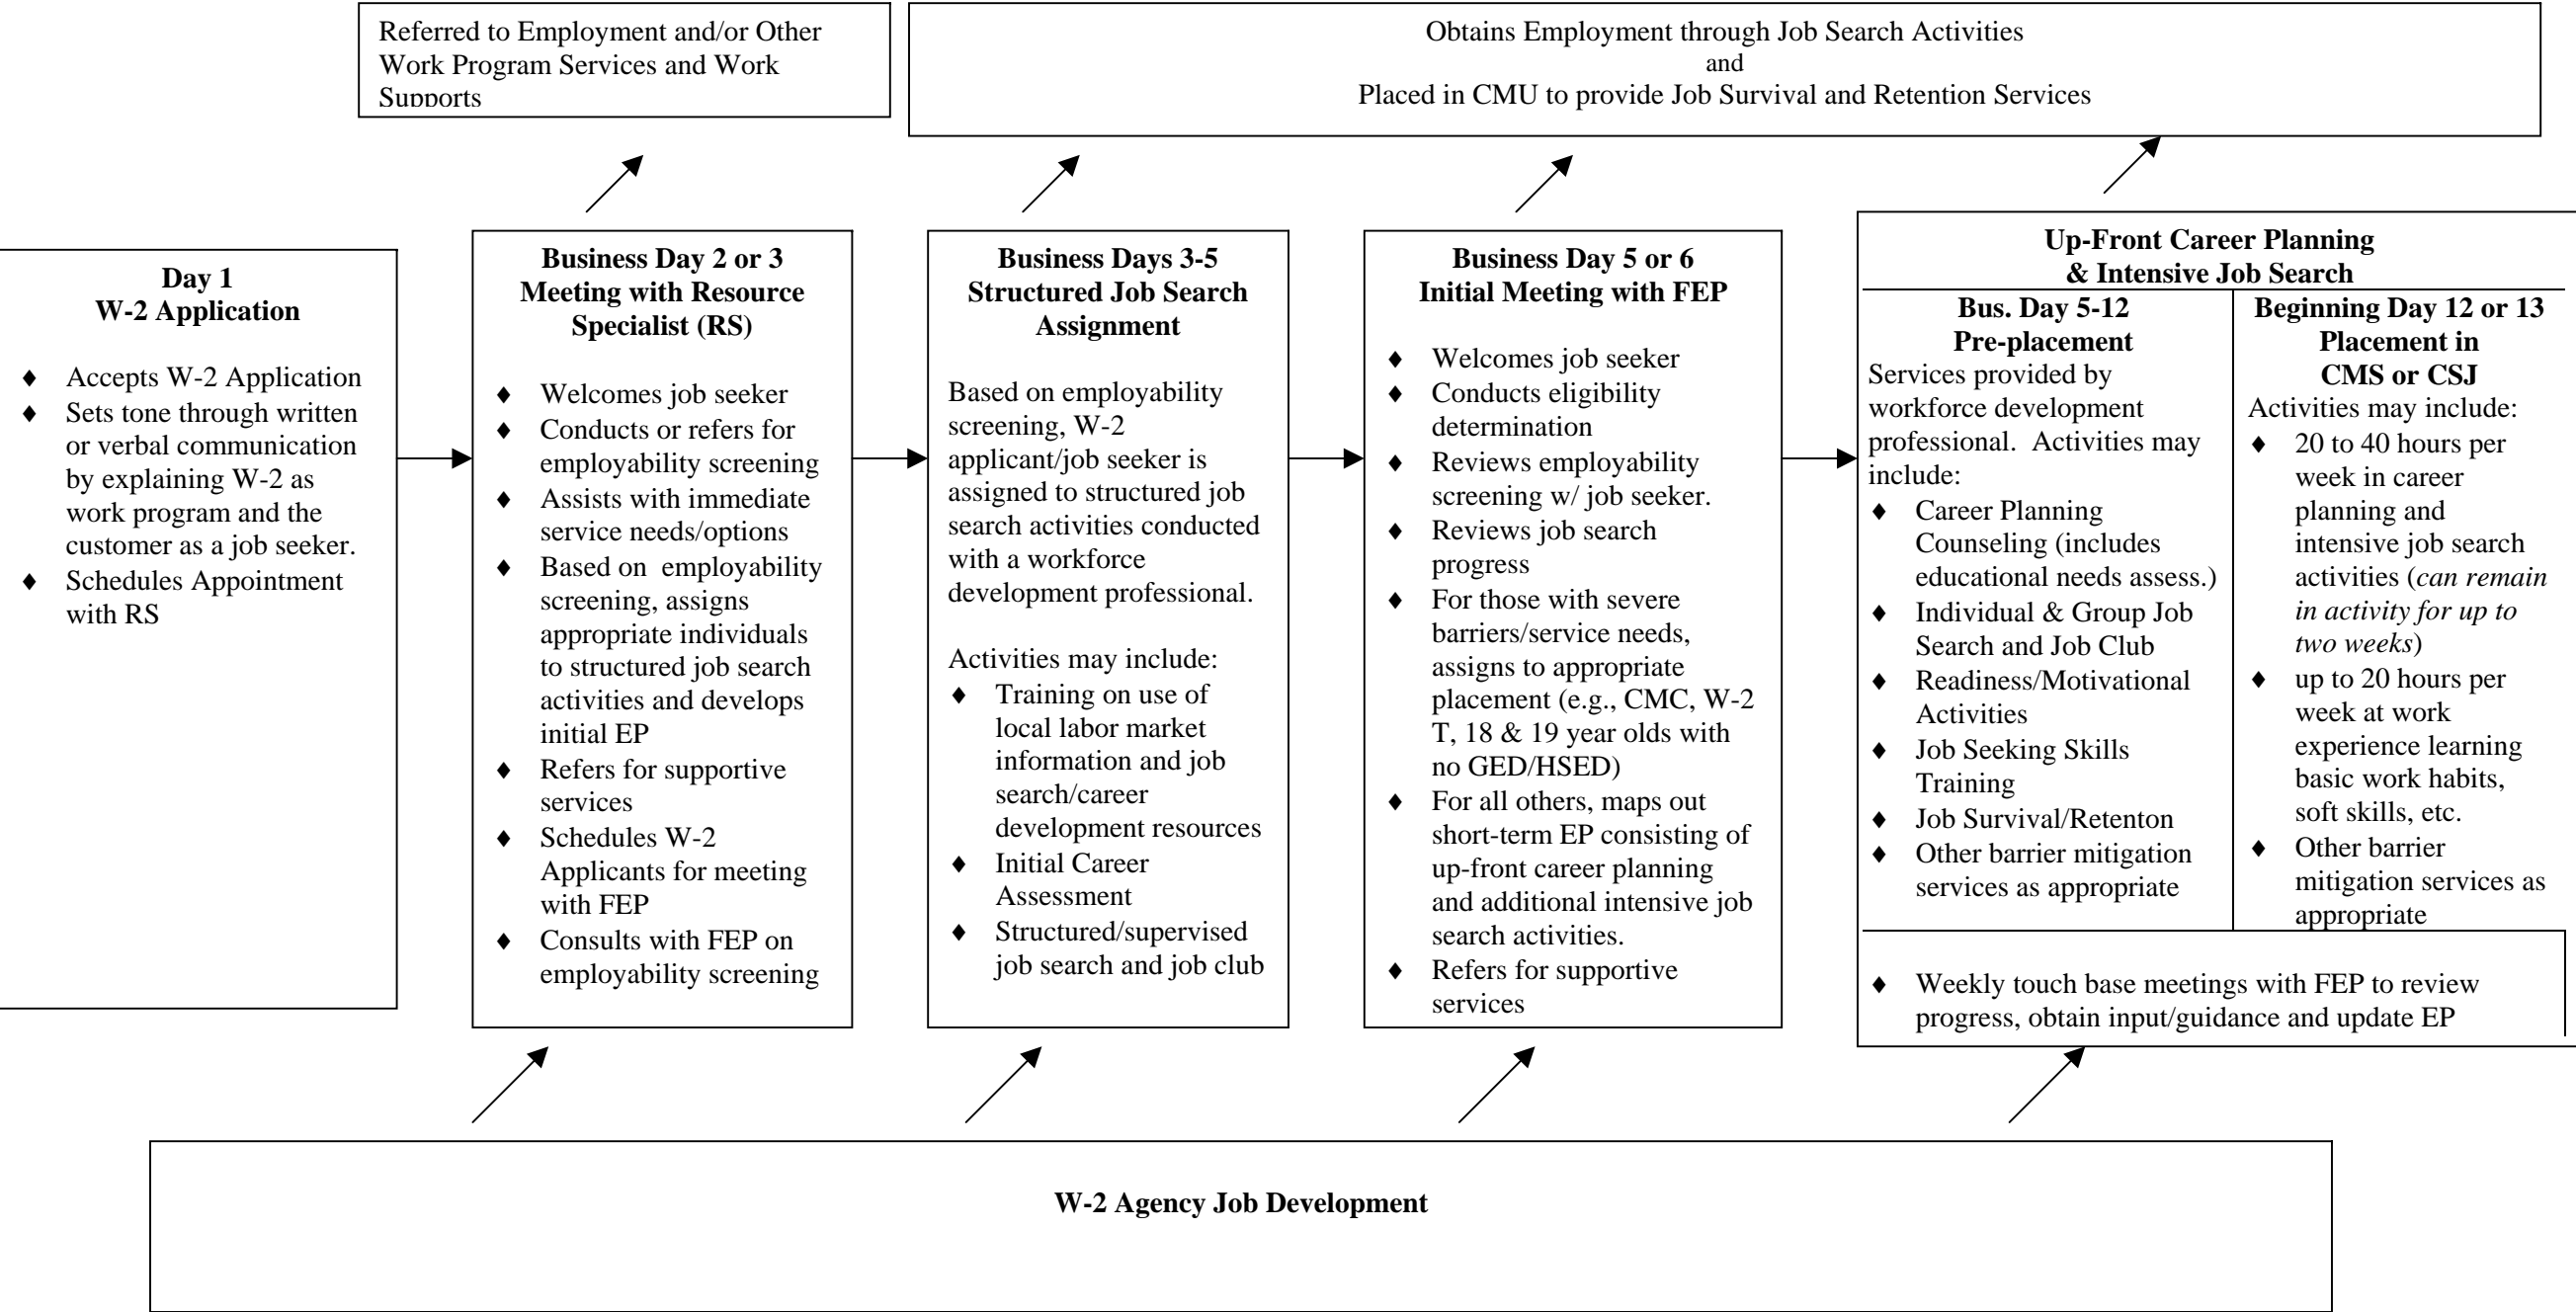 Referred to Employment and/or Other
Work Program Services and Work
Supports
Obtains Employment through Job Search Activities
and
Placed in CMU to provide Job Survival and Retention Services
Day 1
W-2 Application
♦ Accepts W-2 Application
♦ Sets tone through written
or verbal communication
by explaining W-2 as
work program and the
customer as a job seeker.
♦ Schedules Appointment
with RS
Business Day 2 or 3
Meeting with Resource
Specialist (RS)
♦ Welcomes job seeker
♦ Conducts or refers for
employability screening
♦ Assists with immediate
service needs/options
♦ Based on employability
screening, assigns
appropriate individuals
to structured job search
activities and develops
initial EP
♦ Refers for supportive
services
♦ Schedules W-2
Applicants for meeting
with FEP
♦ Consults with FEP on
employability screening
Business Days 3-5
Structured Job Search
Assignment
Based on employability
screening, W-2
applicant/job seeker is
assigned to structured job
search activities conducted
with a workforce
development professional.
Activities may include:
♦ Training on use of
local labor market
information and job
search/career
development resources
♦ Initial Career
Assessment
♦ Structured/supervised
job search and job club
Business Day 5 or 6
Initial Meeting with FEP
♦ Welcomes job seeker
♦ Conducts eligibility
determination
♦ Reviews employability
screening w/ job seeker.
♦ Reviews job search
progress
♦ For those with severe
barriers/service needs,
assigns to appropriate
placement (e.g., CMC, W-2
T, 18 & 19 year olds with
no GED/HSED)
♦ For all others, maps out
short-term EP consisting of
up-front career planning
and additional intensive job
search activities.
♦ Refers for supportive
services
Up-Front Career Planning
& Intensive Job Search
Bus. Day 5-12
Pre-placement
Services provided by
workforce development
professional. Activities may
include:
♦ Career Planning
Counseling (includes
educational needs assess.)
♦ Individual & Group Job
Search and Job Club
♦ Readiness/Motivational
Activities
♦ Job Seeking Skills
Training
♦ Job Survival/Retenton
♦ Other barrier mitigation
services as appropriate
Beginning Day 12 or 13
Placement in
CMS or CSJ
Activities may include:
♦ 20 to 40 hours per
week in career
planning and
intensive job search
activities (can remain
in activity for up to
two weeks)
♦ up to 20 hours per
week at work
experience learning
basic work habits,
soft skills, etc.
♦ Other barrier
mitigation services as
appropriate
♦ Weekly touch base meetings with FEP to review
progress, obtain input/guidance and update EP
W-2 Agency Job Development